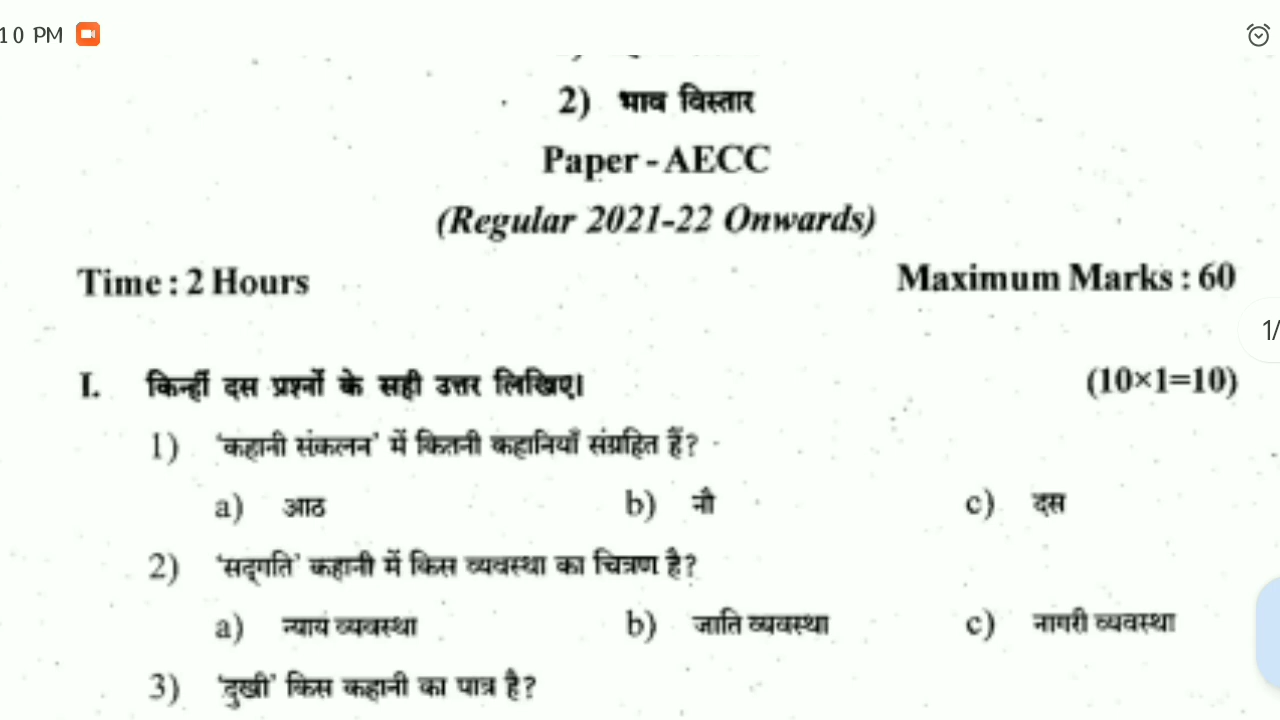 10 PM
2) भाव विस्तार
Paper - AECC
(Regular 2021-22 Onwards)
Time : 2 Hours Maximum Marks : 60
1/
I. किन्हीं दस प्रश्नों के सही उत्तर लिखिए। (10×1=10)
1) 'कहानी संकलन' में कितनी कहानियाँ संग्रहित हैं?
a) आठ b) नौ c) दस
2) 'सद्‌गति' कहानी में किस व्यवस्था का चित्रण है?
a) न्याय व्यवस्था b) जाति व्यवस्था c) नागरी व्यवस्था
3) 'दुखी' किस कहानी का पात्र है?